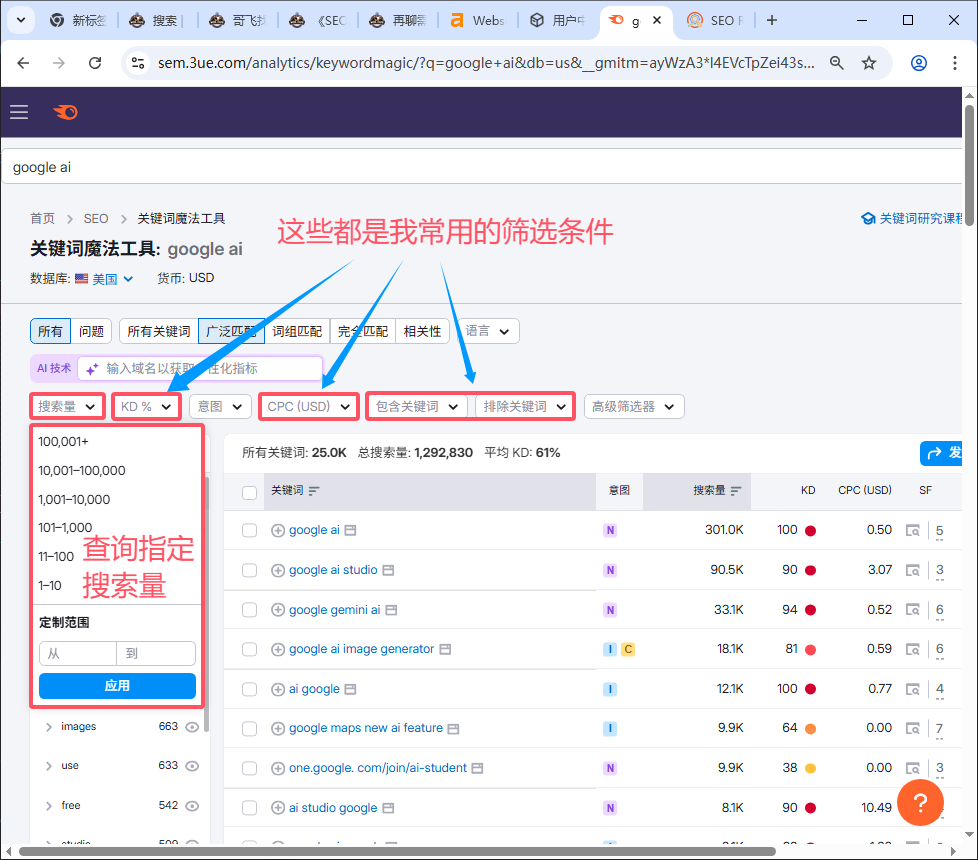 新标签
搜索
哥飞
《SEO
再聊
Webs
用户中
g
SEO
sem.3ue.com/analytics/keywordmagic/?q=google+ai&db=us&__gmitm=ayWzA3*l4EVcTpZei43s...
google ai
首页 > SEO > 关键词魔法工具
关键词研究课程
这些都是我常用的筛选条件
关键词魔法工具: google ai
数据库: 美国 货币: USD
所有 问题 所有关键词 广泛匹配 词组匹配 完全匹配 相关性 语言
AI 技术 输入域名以获取 性化指标
搜索量 KD % 意图 CPC (USD) 包含关键词 排除关键词 高级筛选器
100,001+
10,001–100,000
1,001–10,000
101–1,000
11–100
1–10
查询指定
搜索量
定制范围
从 到
应用
images 663
use 633
free 542
studio 509
所有关键词: 25.0K 总搜索量: 1,292,830 平均 KD: 61%
发
关键词 意图 搜索量 KD CPC (USD) SF
google ai N 301.0K 100 0.50 5
google ai studio N 90.5K 90 3.07 3
google gemini ai N 33.1K 94 0.52 6
google ai image generator I C 18.1K 81 0.59 6
ai google I 12.1K 100 0.77 4
google maps new ai feature I 9.9K 64 0.00 7
one.google. com/join/ai-student N 9.9K 38 0.00 3
ai studio google N 8.1K 90 10.49
?